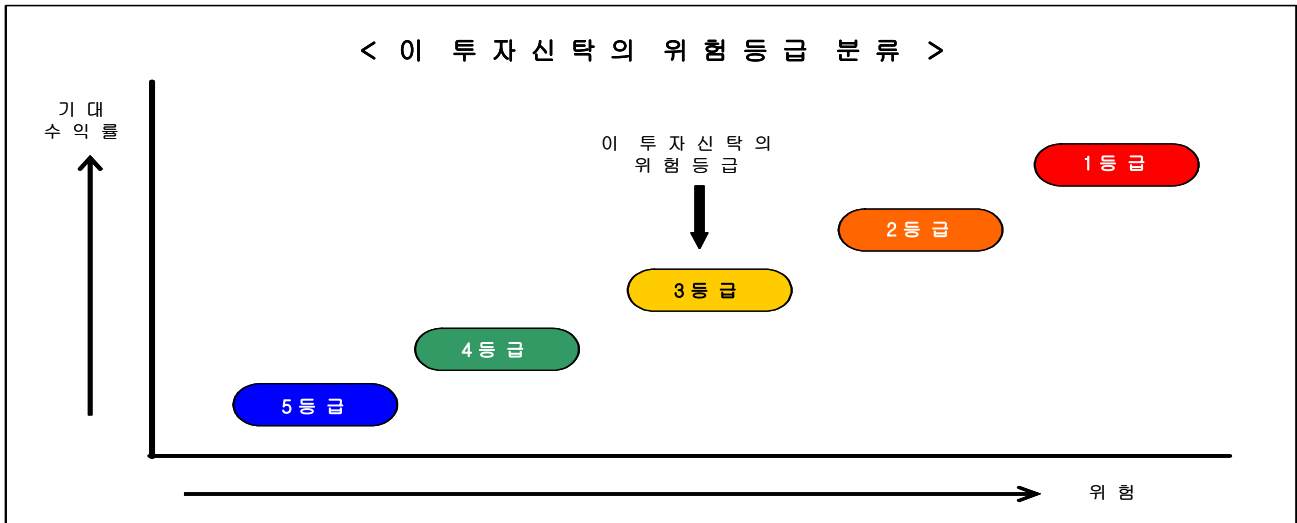 < 이 투자신탁의 위험등급 분류 >
기대
수익률
이 투자신탁의
위험등급
1등급
2등급
3등급
4등급
5등급
위험